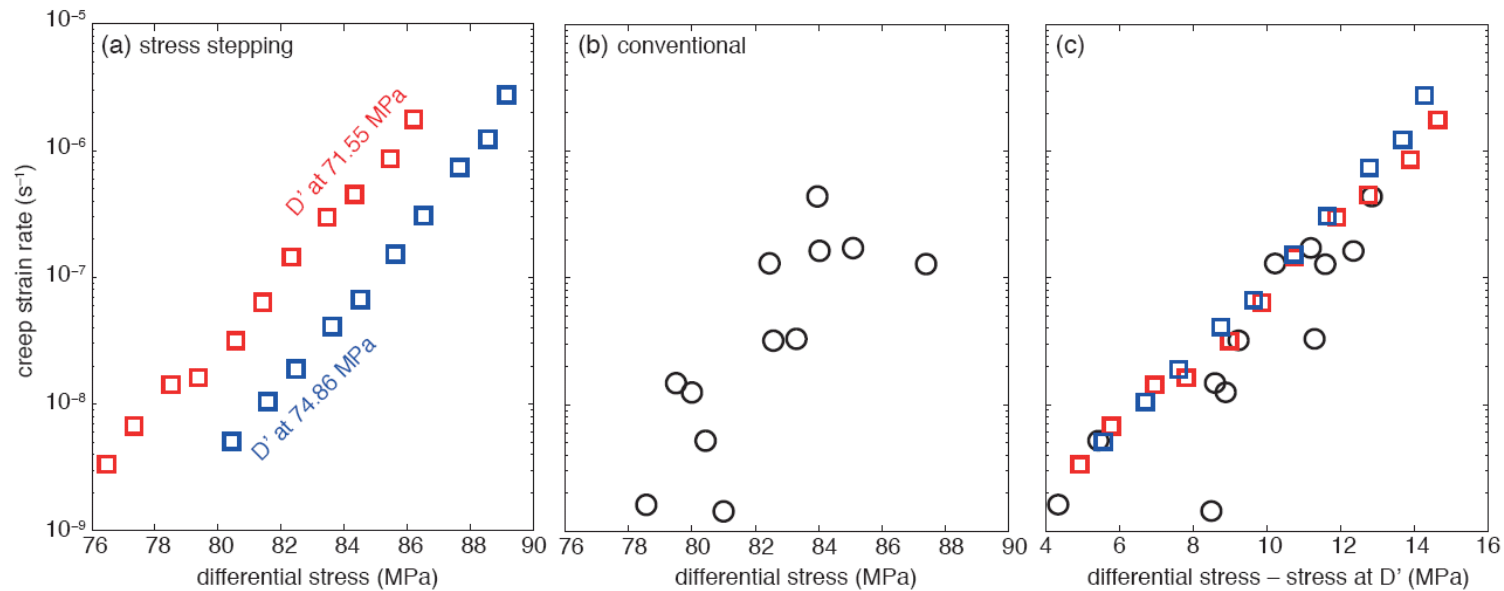 (a) stress stepping
(b) conventional
(c)
10⁻⁵
10⁻⁶
10⁻⁷
10⁻⁸
10⁻⁹
creep strain rate (s⁻¹)
D' at 71.55 MPa
D' at 74.86 MPa
76 78 80 82 84 86 88 90
76 78 80 82 84 86 88 90
4 6 8 10 12 14 16
differential stress (MPa)
differential stress (MPa)
differential stress – stress at D' (MPa)